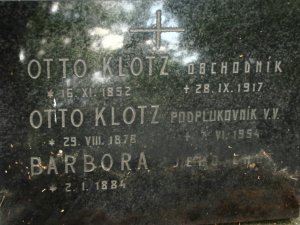 OTTO KLOTZ OBCHODNÍK
* 15. XI. 1852 + 28. IX. 1917
OTTO KLOTZ PODPLUKOVNÍK V.V.
* 29. VIII. 1878 VI. 1954
BARBORA
* 2. 1. 1884